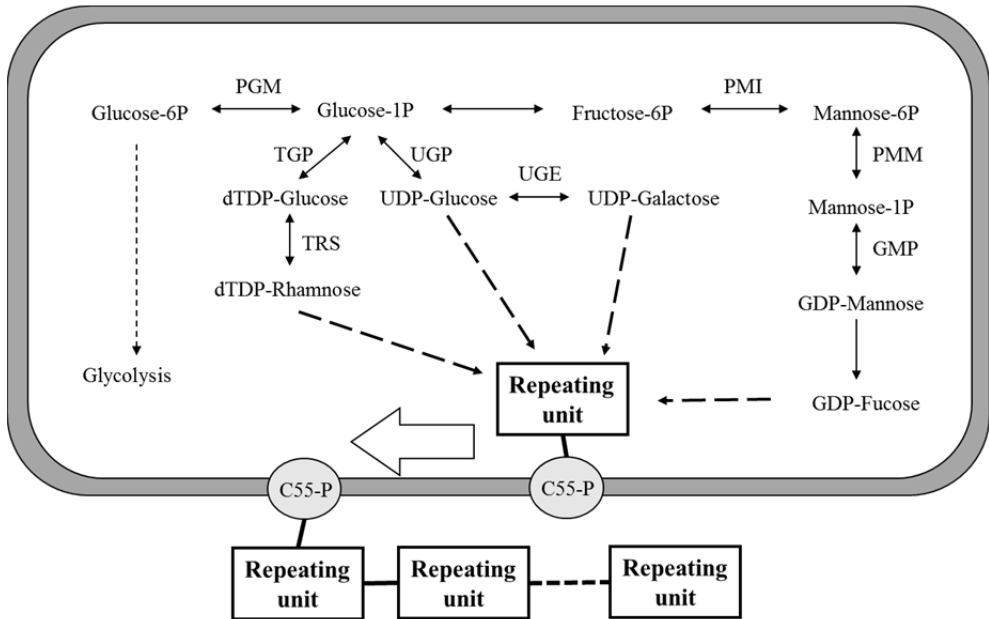 PGM
PMI
Glucose-6P
Glucose-1P
Fructose-6P
Mannose-6P
TGP
UGP
PMM
UGE
dTDP-Glucose
UDP-Glucose
UDP-Galactose
Mannose-1P
TRS
GMP
dTDP-Rhamnose
GDP-Mannose
Glycolysis
Repeating
unit
GDP-Fucose
C55-P
C55-P
Repeating
unit
Repeating
unit
Repeating
unit